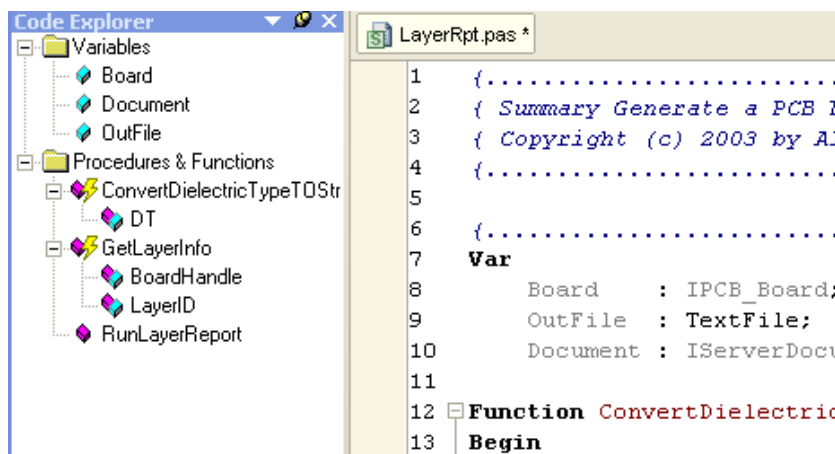 Code Explorer
Variables
Board
Document
OutFile
Procedures & Functions
ConvertDielectricTypeTOStr
DT
GetLayerInfo
BoardHandle
LayerID
RunLayerReport
LayerRpt.pas *
1 {..........................
2 { Summary Generate a PCB
3 { Copyright (c) 2003 by
4 {..........................
5
6 {..........................
7 Var
8 Board : IPCB_Board;
9 OutFile : TextFile;
10 Document : IServerDocu
11
12 Function ConvertDielectric
13 Begin